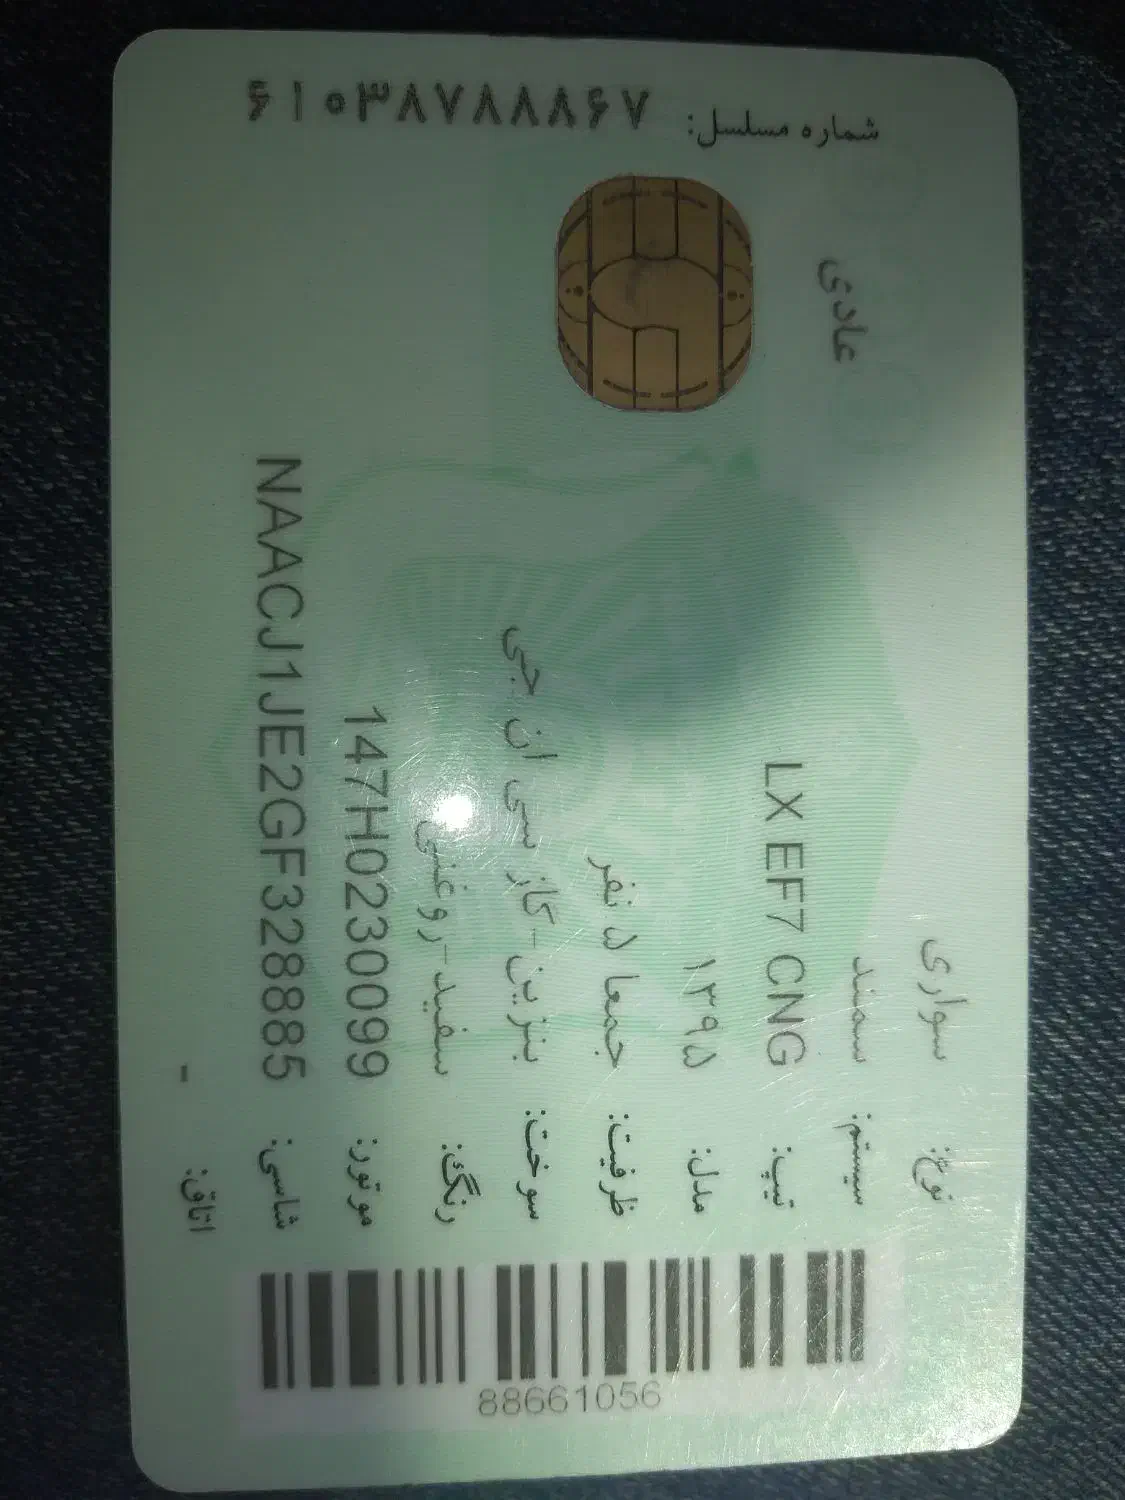 شماره مسلسل: ۶۱۰۳۸۷۸۸۸۶۷
عادی
نوع: سواری
سیستم: سمند
تیپ: LX EF7 CNG
مدل: ۱۳۹۵
ظرفیت: جمعا ۵ نفر
سوخت: بنزین-گاز سی ان جی
رنگ: سفید-روغنی
موتور: 147H0230099
شاسی: NAACJ1JE2GF328885
اتاق: -
88661056